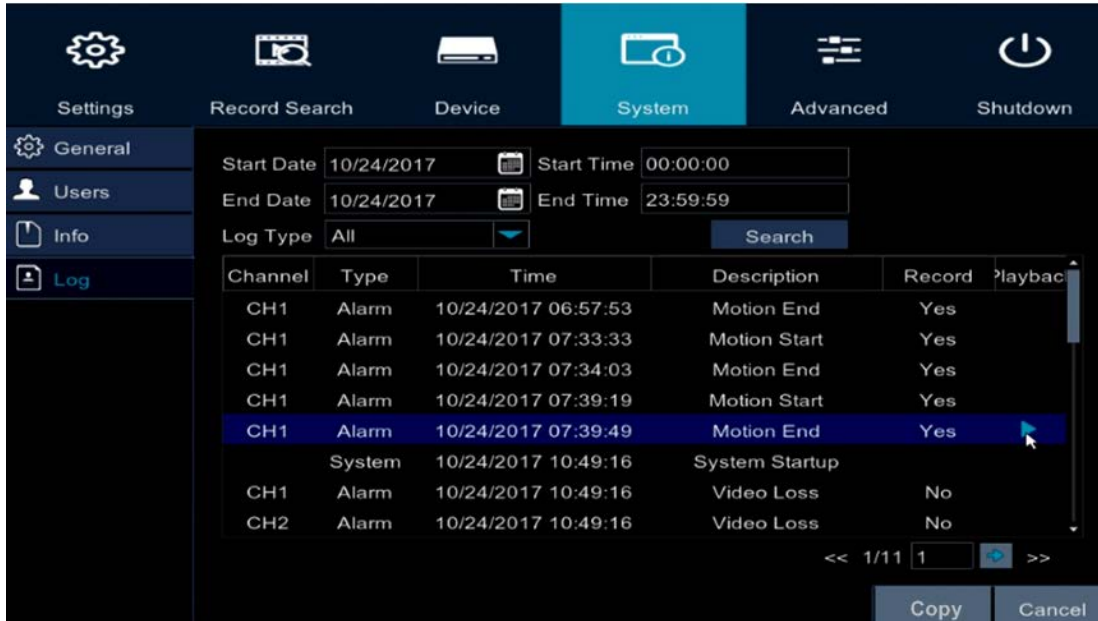 Settings Record Search Device System Advanced Shutdown
General
Users
Info
Log
Start Date 10/24/2017 Start Time 00:00:00
End Date 10/24/2017 End Time 23:59:59
Log Type All Search
Channel Type Time Description Record Playbac
CH1 Alarm 10/24/2017 06:57:53 Motion End Yes
CH1 Alarm 10/24/2017 07:33:33 Motion Start Yes
CH1 Alarm 10/24/2017 07:34:03 Motion End Yes
CH1 Alarm 10/24/2017 07:39:19 Motion Start Yes
CH1 Alarm 10/24/2017 07:39:49 Motion End Yes
System 10/24/2017 10:49:16 System Startup
CH1 Alarm 10/24/2017 10:49:16 Video Loss No
CH2 Alarm 10/24/2017 10:49:16 Video Loss No
<< 1/11 1 >>
Copy Cancel